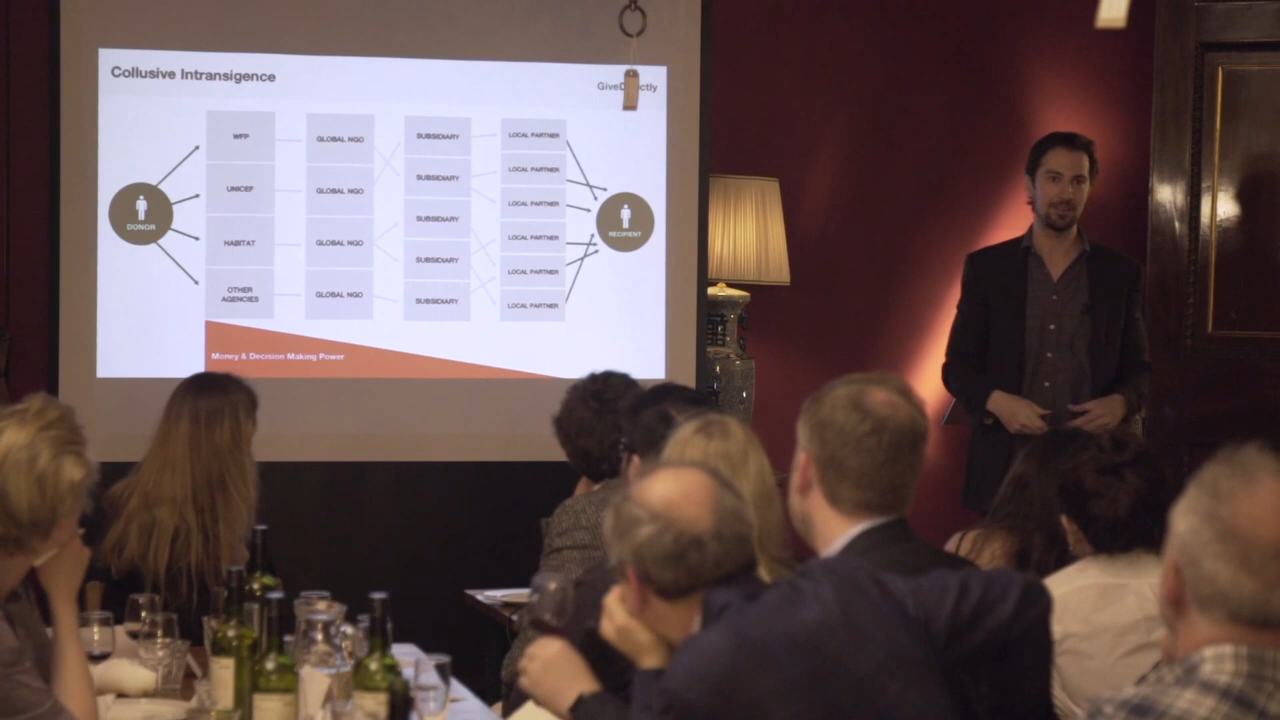 Collusive Intransigence
GiveD ctly
WFP
UNICEF
HABITAT
OTHER
AGENCIES
GLOBAL NGO
GLOBAL NGO
GLOBAL NGO
GLOBAL NGO
SUBSIDIARY
SUBSIDIARY
SUBSIDIARY
SUBSIDIARY
SUBSIDIARY
LOCAL PARTNER
LOCAL PARTNER
LOCAL PARTNER
LOCAL PARTNER
LOCAL PARTNER
LOCAL PARTNER
DONOR
RECIPIENT
Money & Decision Making Power